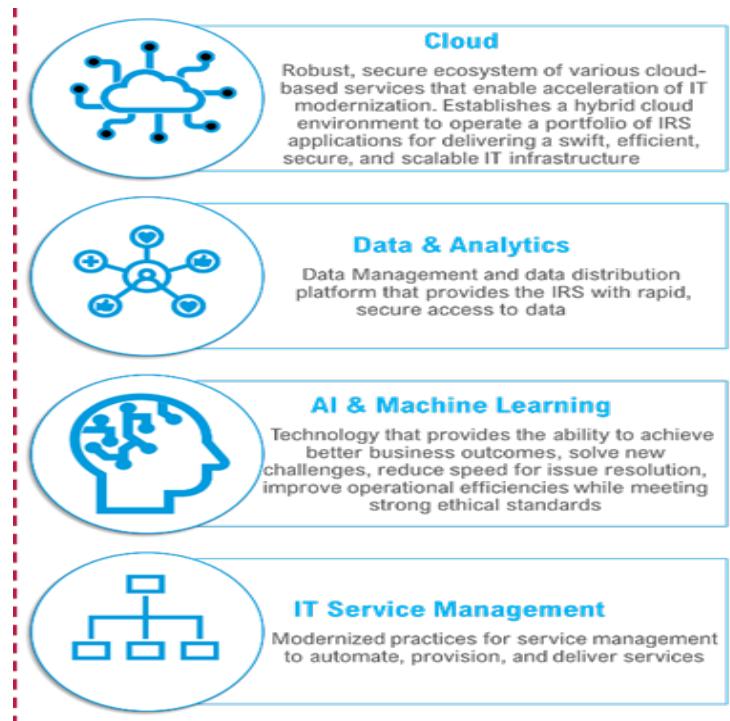 Cloud
Robust, secure ecosystem of various cloud-
based services that enable acceleration of IT
modernization. Establishes a hybrid cloud
environment to operate a portfolio of IRS
applications for delivering a swift, efficient,
secure, and scalable IT infrastructure
Data & Analytics
Data Management and data distribution
platform that provides the IRS with rapid,
secure access to data
AI & Machine Learning
Technology that provides the ability to achieve
better business outcomes, solve new
challenges, reduce speed for issue resolution,
improve operational efficiencies while meeting
strong ethical standards
IT Service Management
Modernized practices for service management
to automate, provision, and deliver services